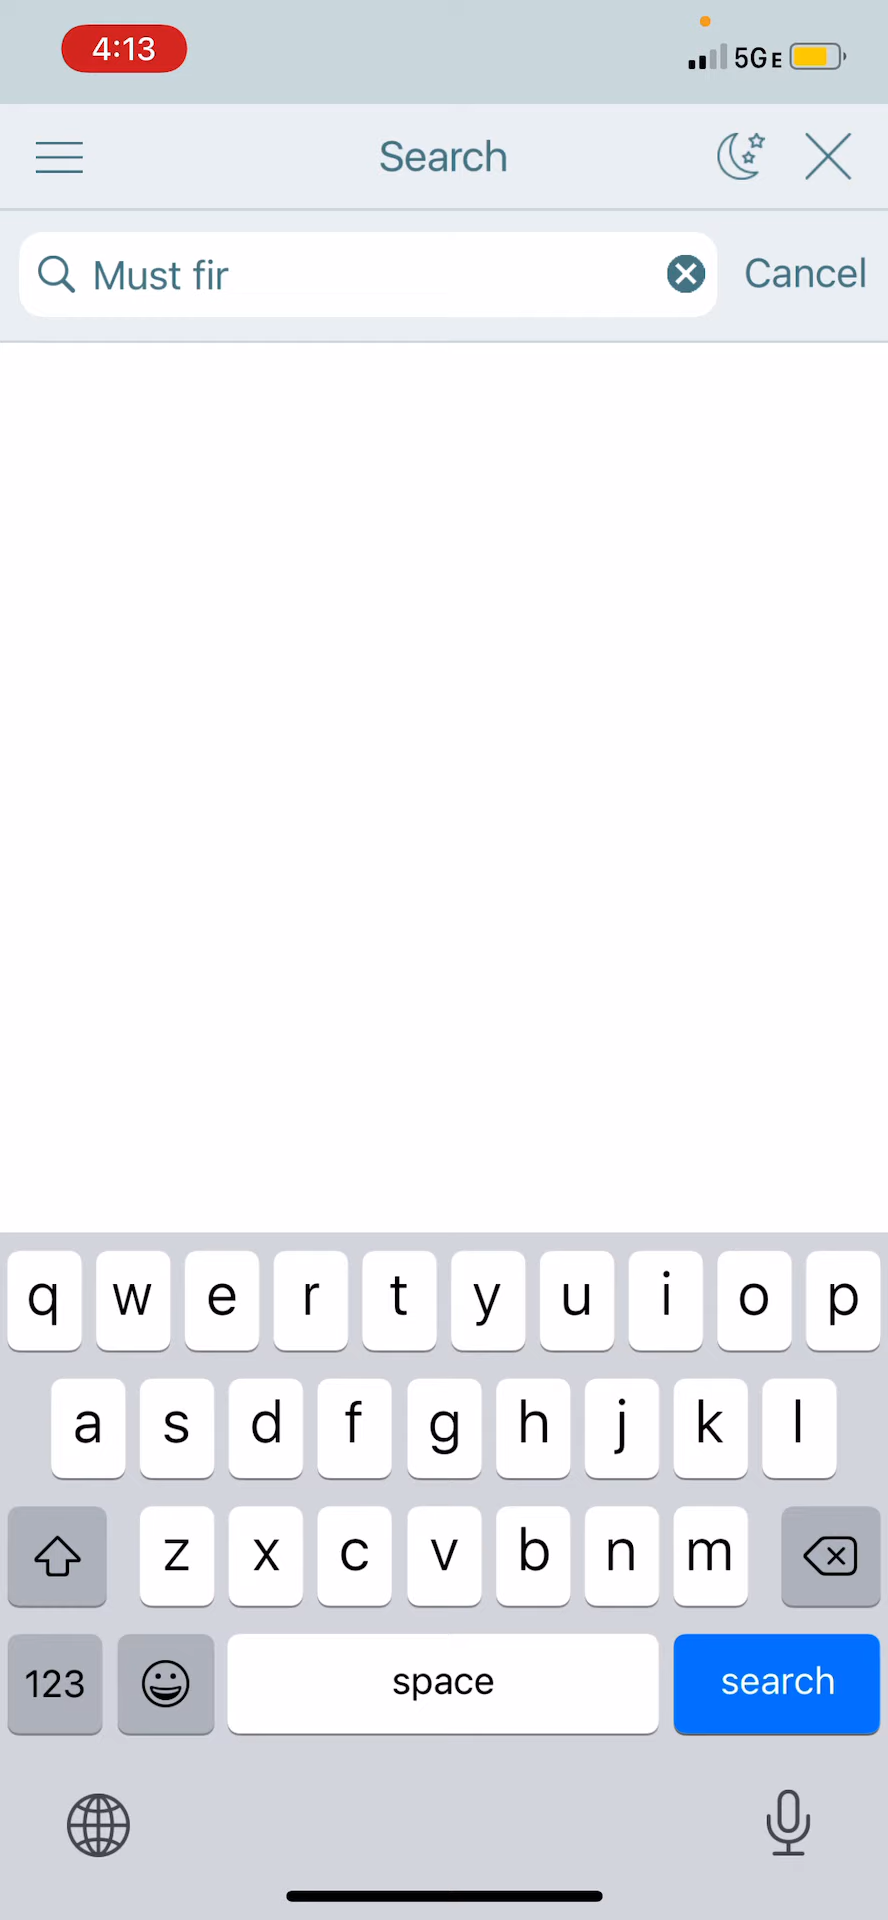 4:13
5GE
Search
Must fir
Cancel
q w e r t y u i o p
a s d f g h j k l
z x c v b n m
123 space search